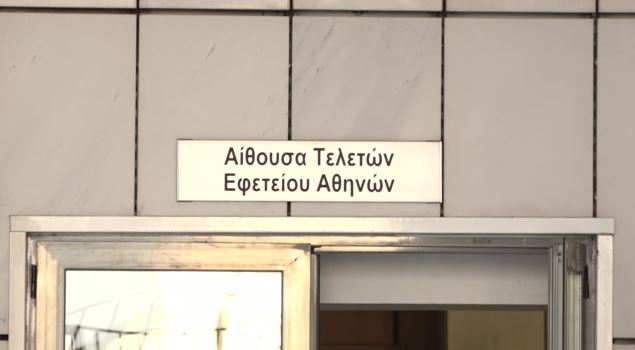 Αίθουσα Τελετών
Εφετείου Αθηνών